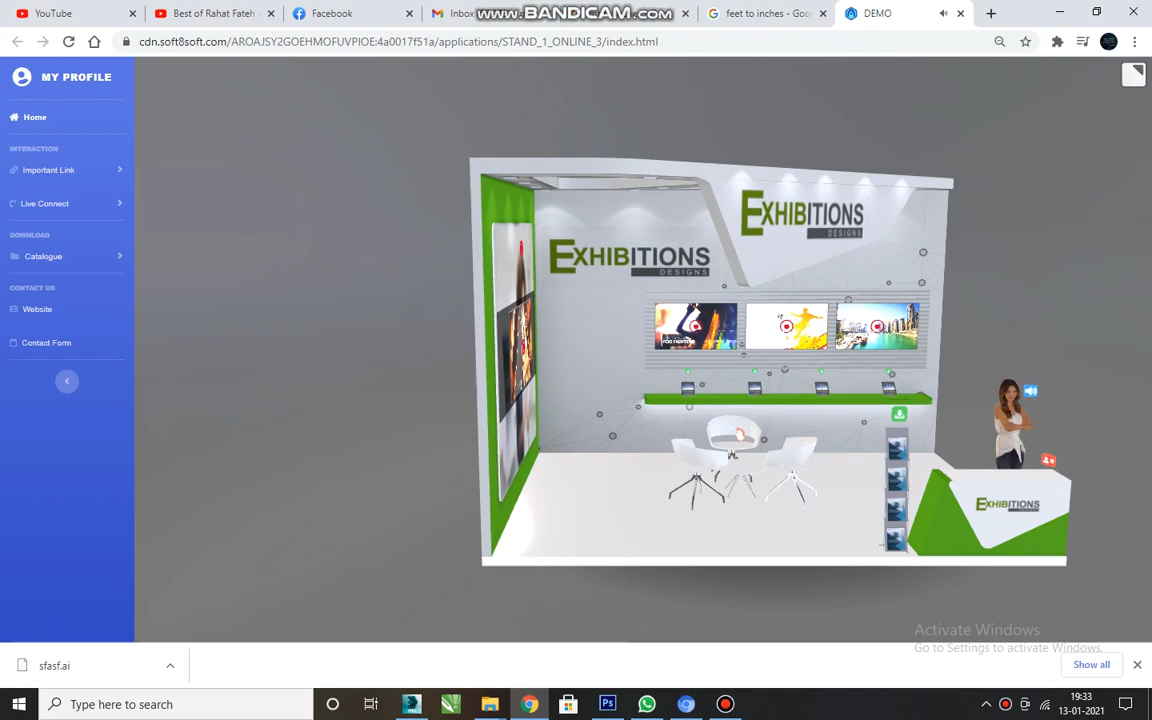 YouTube
Best of Rahat Fateh
Facebook
Inbox
www.BANDICAM.com
feet to inches - Goo
DEMO
cdn.soft8soft.com/AROAJSY2GOEHMOFUVPIOE:4a0017f51a/applications/STAND_1_ONLINE_3/index.html
MY PROFILE
Home
INTERACTION
Important Link
Live Connect
DOWNLOAD
Catalogue
CONTACT US
Website
Contact Form
EXHIBITIONS
DESIGNS
EXHIBITIONS
DESIGNS
EXHIBITIONS
Activate Windows
Go to Settings to activate Windows.
sfasf.ai
Show all
Type here to search
Ps
19:33
13-01-2021